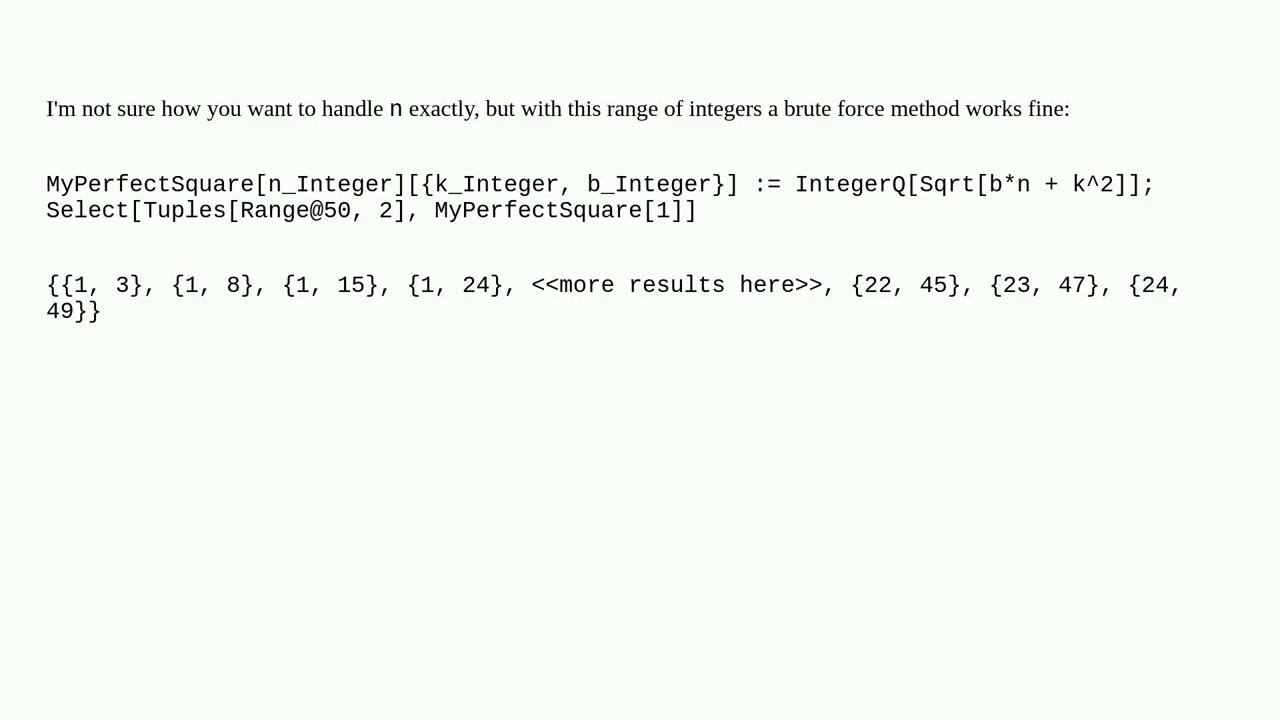 I'm not sure how you want to handle n exactly, but with this range of integers a brute force method works fine:
MyPerfectSquare[n_Integer][{k_Integer, b_Integer}] := IntegerQ[Sqrt[b*n + k^2]];
Select[Tuples[Range@50, 2], MyPerfectSquare[1]]
{{1, 3}, {1, 8}, {1, 15}, {1, 24}, <<more results here>>, {22, 45}, {23, 47}, {24,
49}}